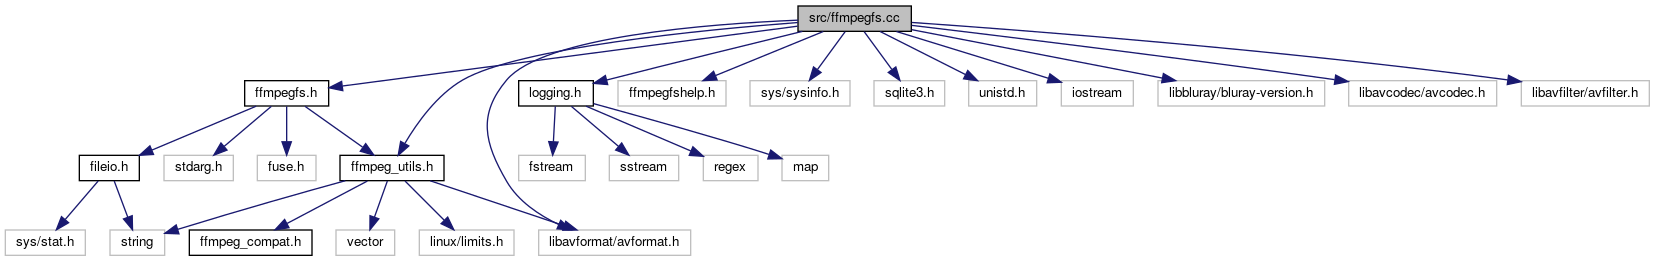 src/ffmpegfs.cc
ffmpegfs.h
logging.h
ffmpegfshelp.h
sys/sysinfo.h
sqlite3.h
unistd.h
iostream
libbluray/bluray-version.h
libavcodec/avcodec.h
libavfilter/avfilter.h
fileio.h
stdarg.h
fuse.h
ffmpeg_utils.h
fstream
sstream
regex
map
sys/stat.h
string
ffmpeg_compat.h
vector
linux/limits.h
libavformat/avformat.h